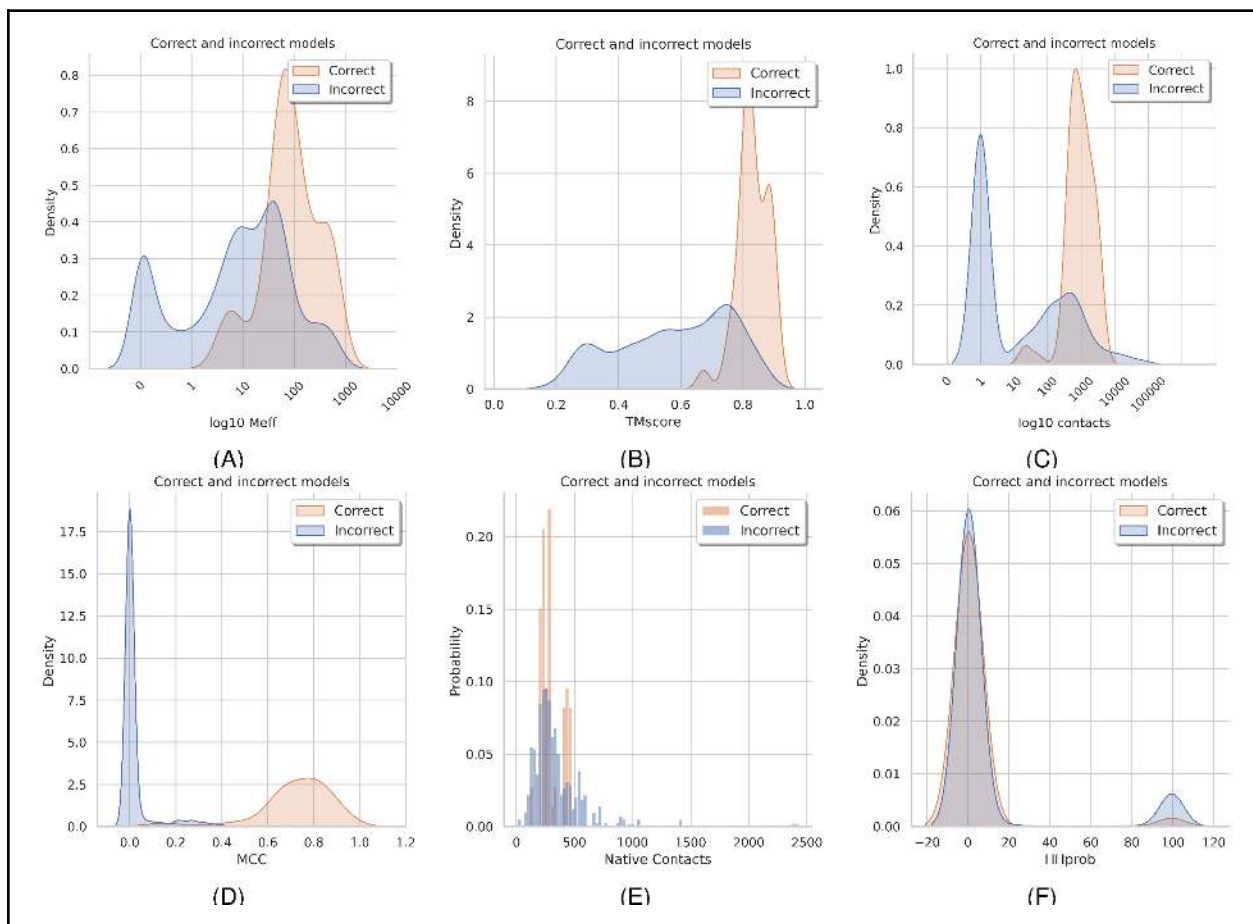 Correct and incorrect models
Correct
Incorrect
Density
0.8
0.7
0.6
0.5
0.4
0.3
0.2
0.1
0.0
0
1
10
100
1000
10000
log10 Meff
(A)
Correct and incorrect models
Correct
Incorrect
Density
8
6
4
2
0
0.0
0.2
0.4
0.6
0.8
1.0
TMscore
(B)
Correct and incorrect models
Correct
Incorrect
Density
1.0
0.8
0.6
0.4
0.2
0.0
0
1
10
100
1000
10000
100000
log10 contacts
(C)
Correct and incorrect models
Correct
Incorrect
Density
17.5
15.0
12.5
10.0
7.5
5.0
2.5
0.0
0.0
0.2
0.4
0.6
0.8
1.0
1.2
MCC
(D)
Correct and incorrect models
Correct
Incorrect
Probability
0.20
0.15
0.10
0.05
0.00
0
500
1000
1500
2000
2500
Native Contacts
(E)
Correct and incorrect models
Correct
Incorrect
Density
0.06
0.05
0.04
0.03
0.02
0.01
0.00
−20
0
20
40
60
80
100
120
(F)